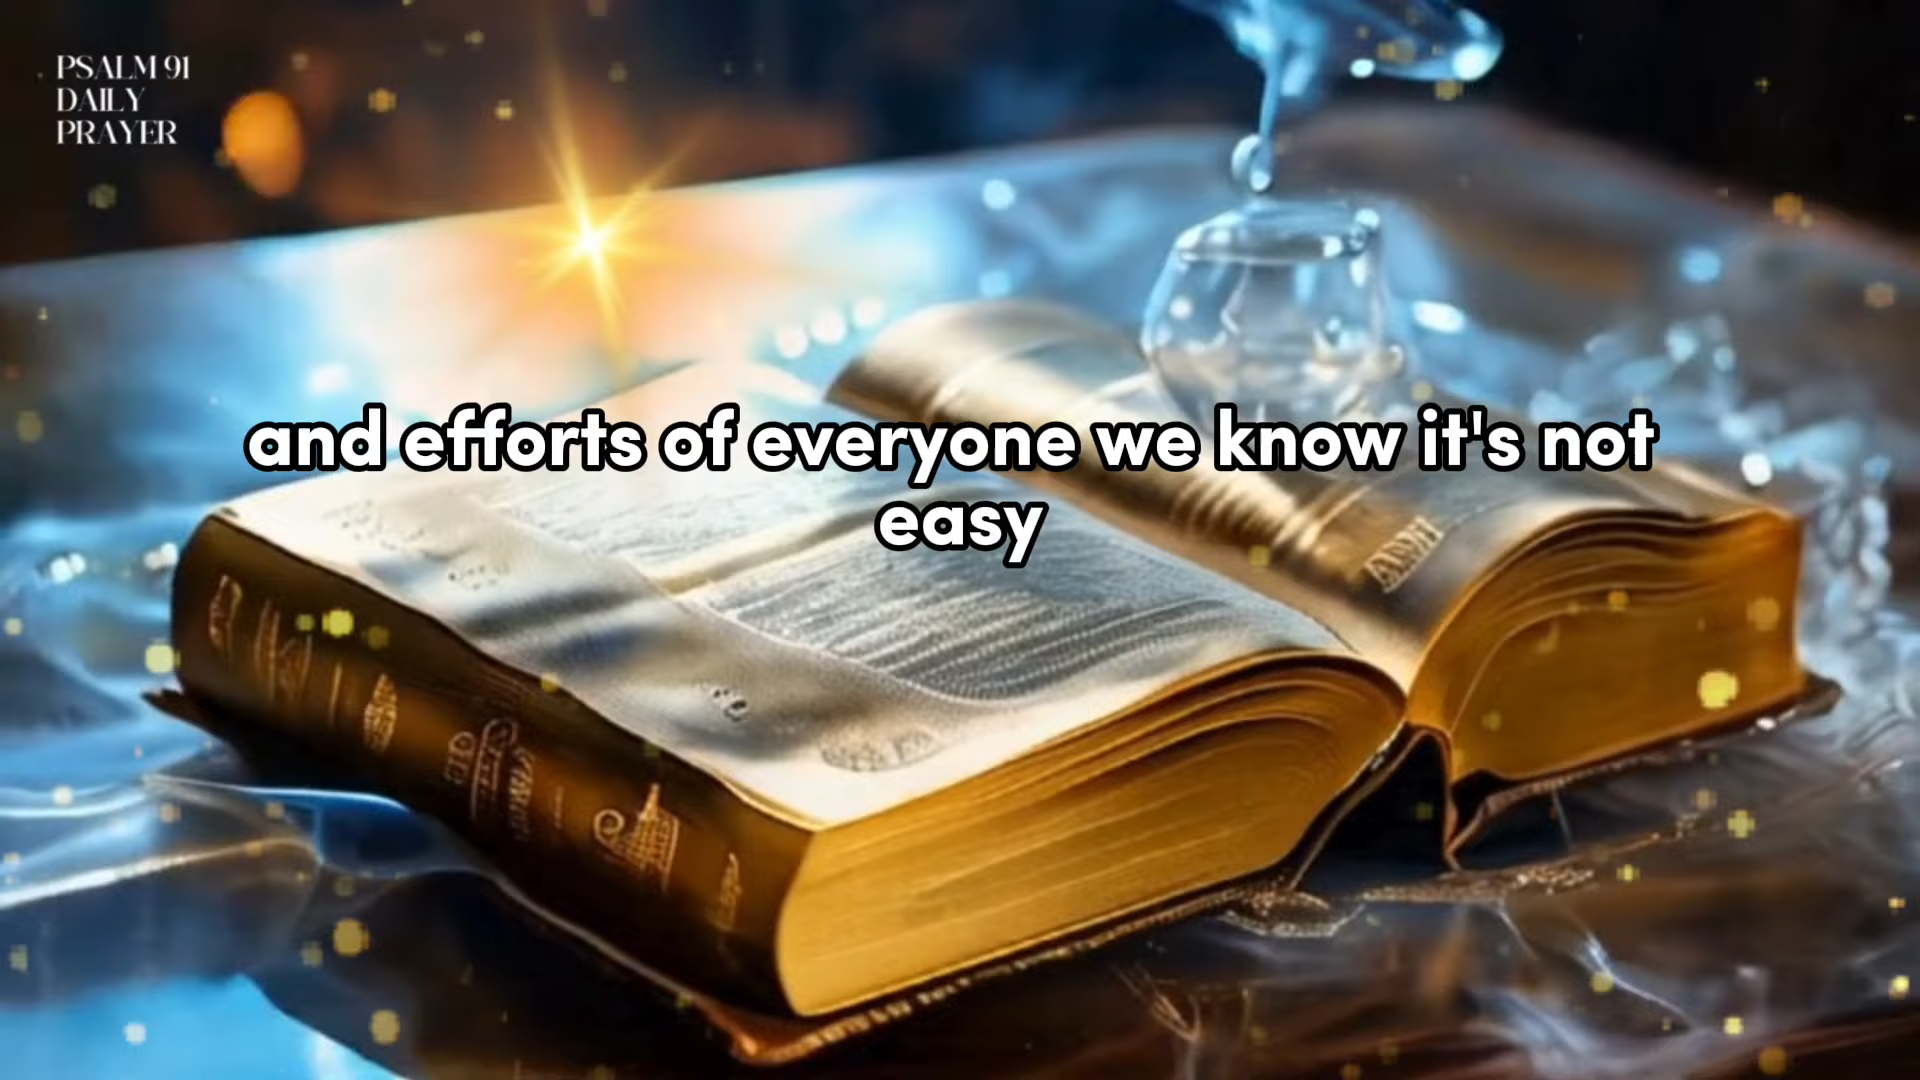 PSALM 91
DAILY
PRAYER
and efforts of everyone we know it's not
easy